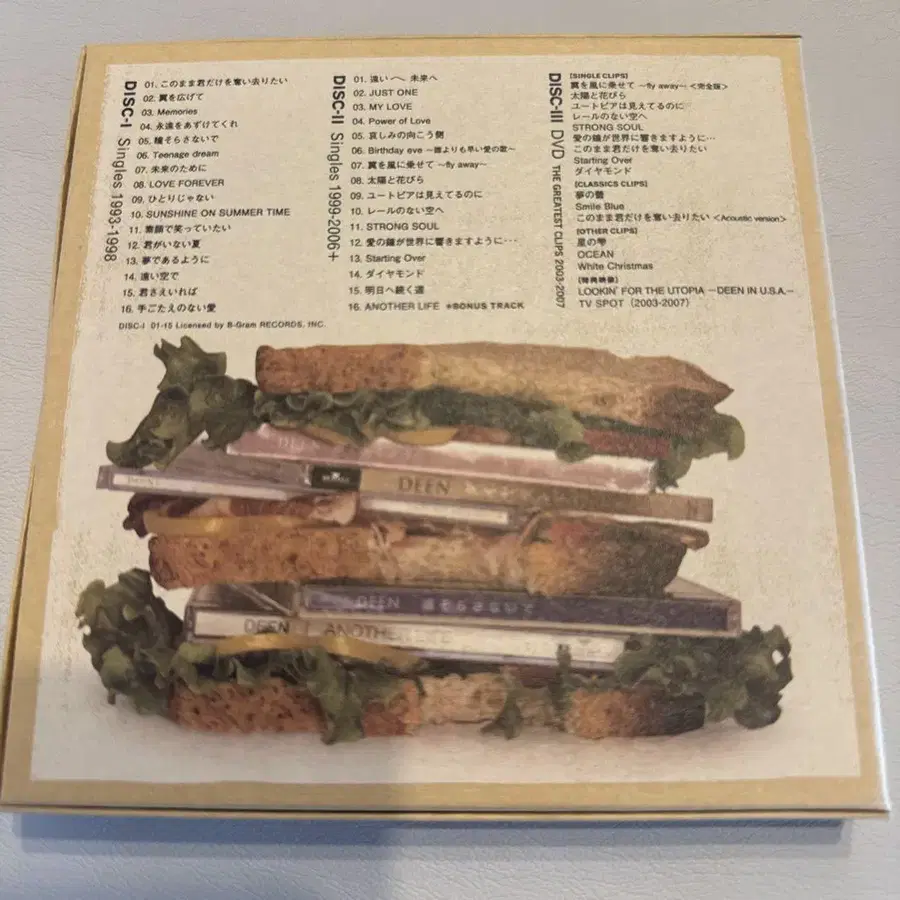 DISC-I Singles 1993-1998
01. このまま君だけを奪い去りたい
02. 翼を広げて
03. Memories
04. 永遠をあずけてくれ
05. 瞳そらさないで
06. Teenage dream
07. 未来のために
08. LOVE FOREVER
09. ひとりじゃない
10. SUNSHINE ON SUMMER TIME
11. 素顔で笑っていたい
12. 君がいない夏
13. 夢であるように
14. 遠い空で
15. 君さえいれば
16. 手ごたえのない愛
DISC-I 01-15 Licensed by B-Gram RECORDS, INC.
DISC-II Singles 1999-2006+
01. 遠い遠い未来へ
02. JUST ONE
03. MY LOVE
04. Power of Love
05. 哀しみの向こう側
06. Birthday eve 〜誰よりも早い愛の歌〜
07. 翼を風に乗せて 〜fly away〜
08. 太陽と花びら
09. ユートピアは見えてるのに
10. レールのない空へ
11. STRONG SOUL
12. 愛の鐘が世界に響きますように・・・
13. Starting Over
14. ダイヤモンド
15. 明日へ続く道
16. ANOTHER LIFE ※BONUS TRACK
DISC-III DVD THE GREATEST CLIPS 2003-2007
[SINGLE CLIPS]
翼を風に乗せて 〜fly away〜 <完全版>
太陽と花びら
ユートピアは見えてるのに
レールのない空へ
STRONG SOUL
愛の鐘が世界に響きますように…
このまま君だけを奪い去りたい
Starting Over
ダイヤモンド
[CLASSICS CLIPS]
夢の蕾
Smile Blue
このまま君だけを奪い去りたい <Acoustic version>
[OTHER CLIPS]
星の雫
OCEAN
White Christmas
[特典映像]
LOOKIN' FOR THE UTOPIA −DEEN in U.S.A.−
TV SPOT (2003-2007)
DEEN
DEEN
DEEN 瞳そらさないで
DEEN ANOTHER LIFE